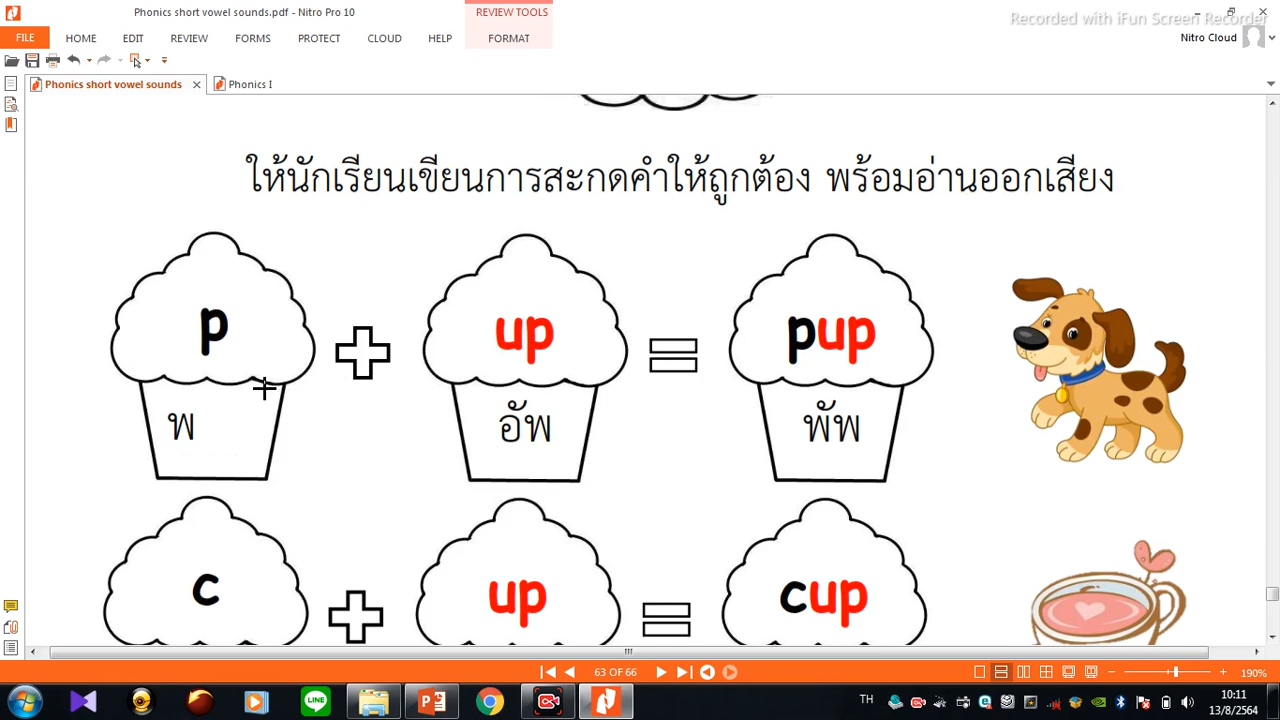 Phonics short vowel sounds.pdf - Nitro Pro 10
REVIEW TOOLS
Recorded with iFun Screen Recorder
FILE HOME EDIT REVIEW FORMS PROTECT CLOUD HELP FORMAT
Nitro Cloud
Phonics short vowel sounds
Phonics I
ให้นักเรียนเขียนการสะกดคำให้ถูกต้อง พร้อมอ่านออกเสียง
p up pup
พ อัพ พัพ
c up cup
63 OF 66
190%
TH
10:11
13/8/2564
LINE